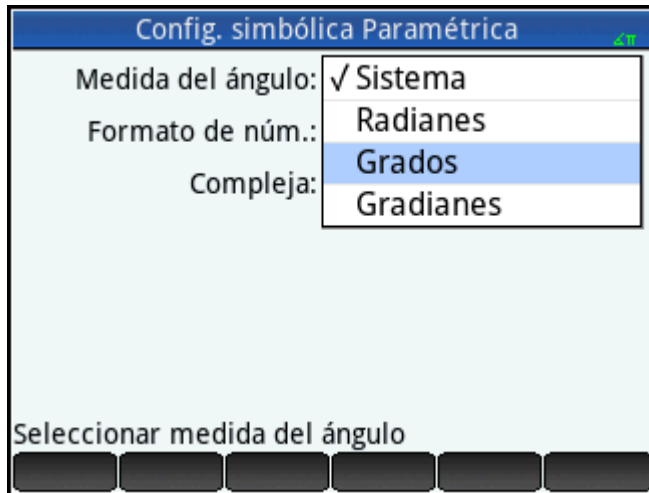 Config. simbólica Paramétrica
∡π
Medida del ángulo: √ Sistema
Radianes
Formato de núm.:
Grados
Compleja:
Gradianes
Seleccionar medida del ángulo